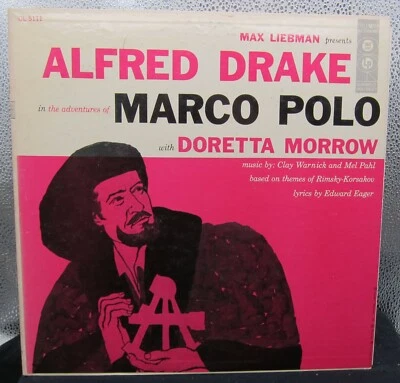 MAX LIEBMAN presents
ALFRED DRAKE
in the adventures of MARCO POLO
with DORETTA MORROW
music by: Clay Warnick and Mel Pahl
based on themes of Rimsky-Korsakov
lyrics by Edward Eager